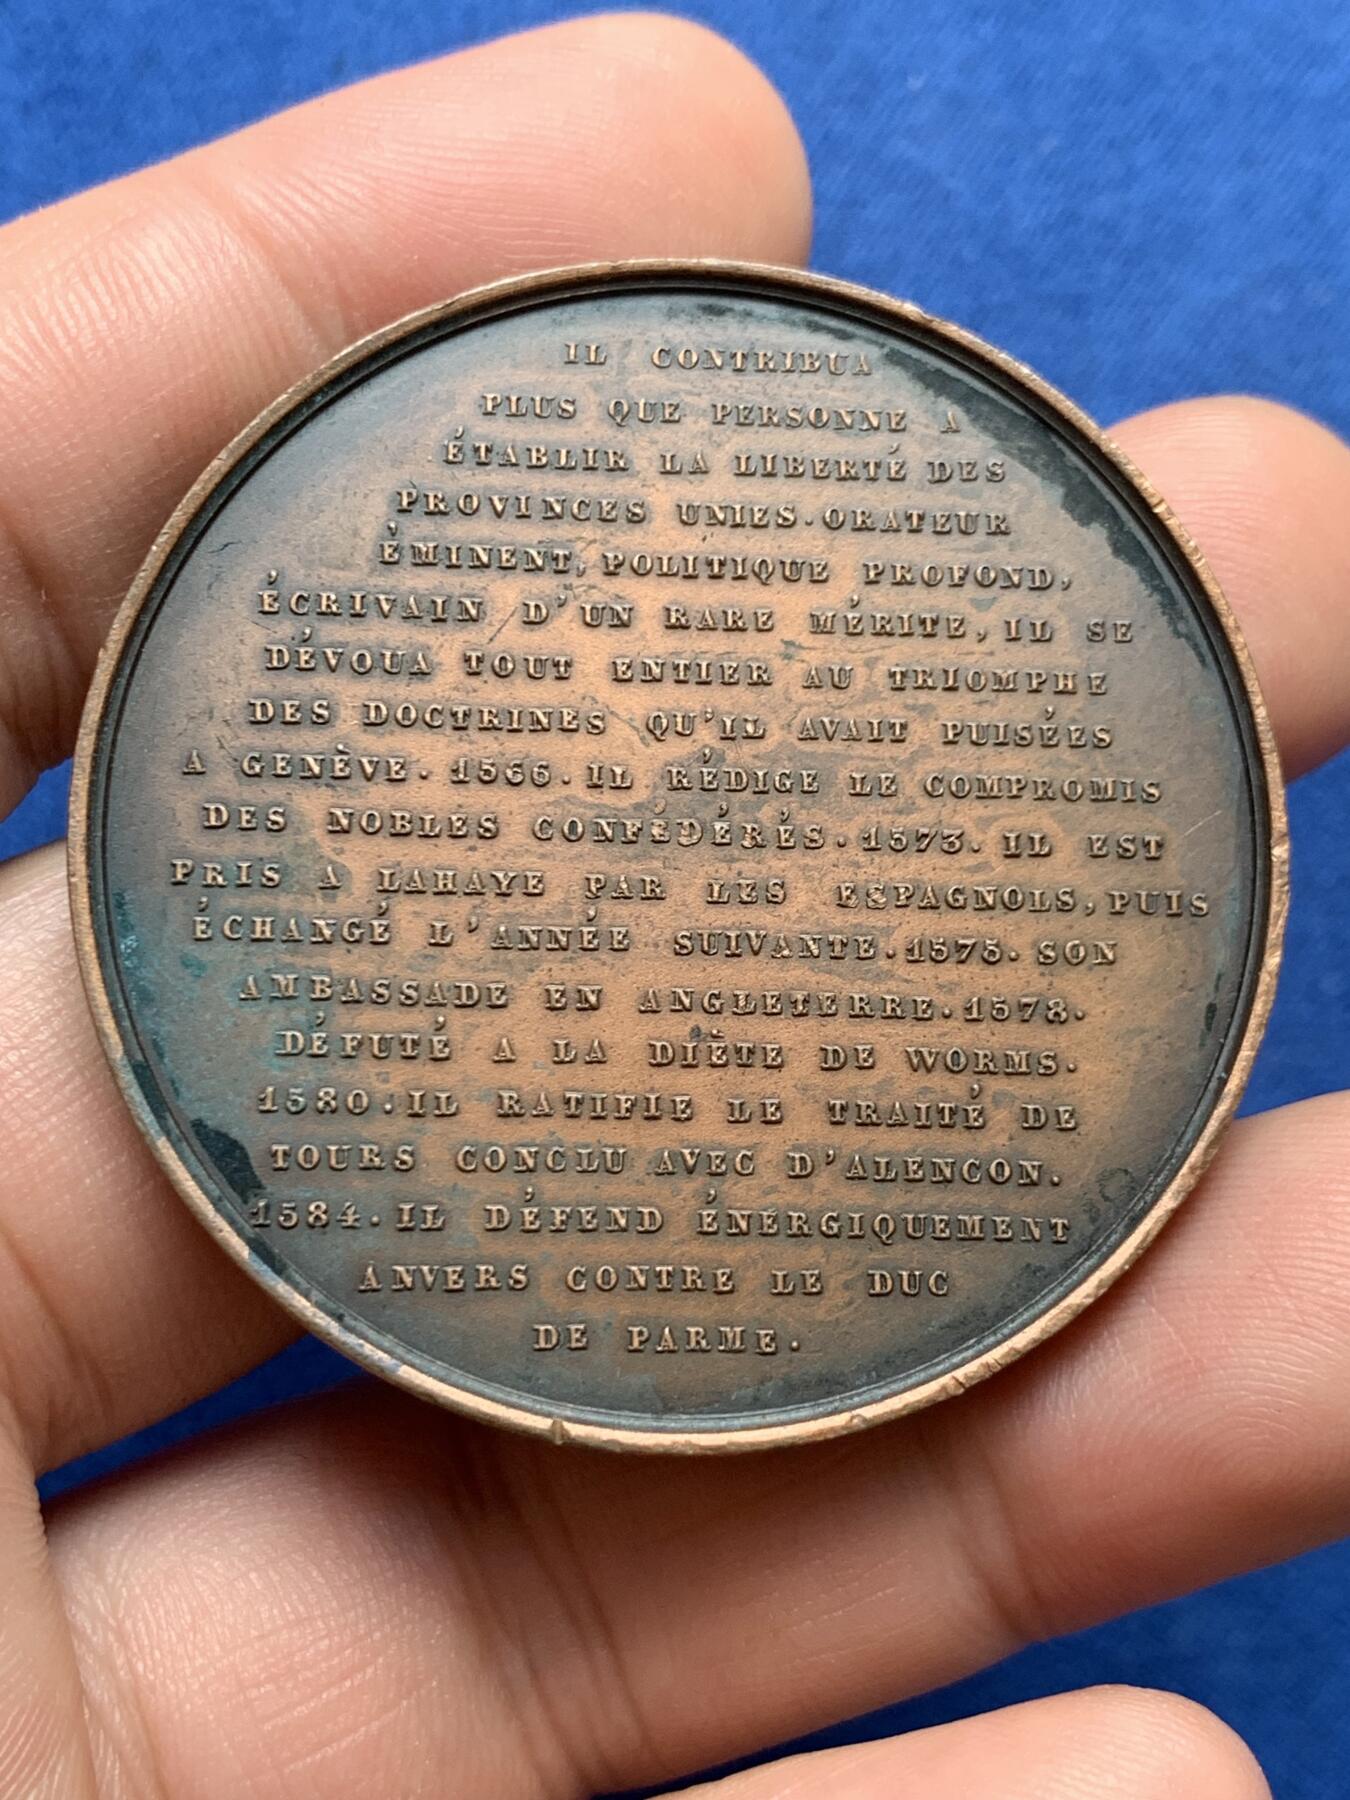 IL CONTRIBUA
PLUS QUE PERSONNE A
ÉTABLIR LA LIBERTÉ DES
PROVINCES UNIES.ORATEUR
ÉMINENT, POLITIQUE PROFOND,
ÉCRIVAIN D'UN RARE MÉRITE, IL SE
DÉVOUA TOUT ENTIER AU TRIOMPHE
DES DOCTRINES QU'IL AVAIT PUISÉES
A GENÈVE. 1566. IL RÉDIGE LE COMPROMIS
DES NOBLES CONFÉDÉRÉS. 1573. IL EST
PRIS A LAHAYE PAR LES ESPAGNOLS, PUIS
ÉCHANGÉ L'ANNÉE SUIVANTE. 1575. SON
AMBASSADE EN ANGLETERRE. 1578.
DÉFUTÉ A LA DIÈTE DE WORMS.
1580. IL RATIFIE LE TRAITÉ DE
TOURS CONCLU AVEC D'ALENCON.
1584. IL DÉFEND ÉNERGIQUEMENT
ANVERS CONTRE LE DUC
DE PARME.